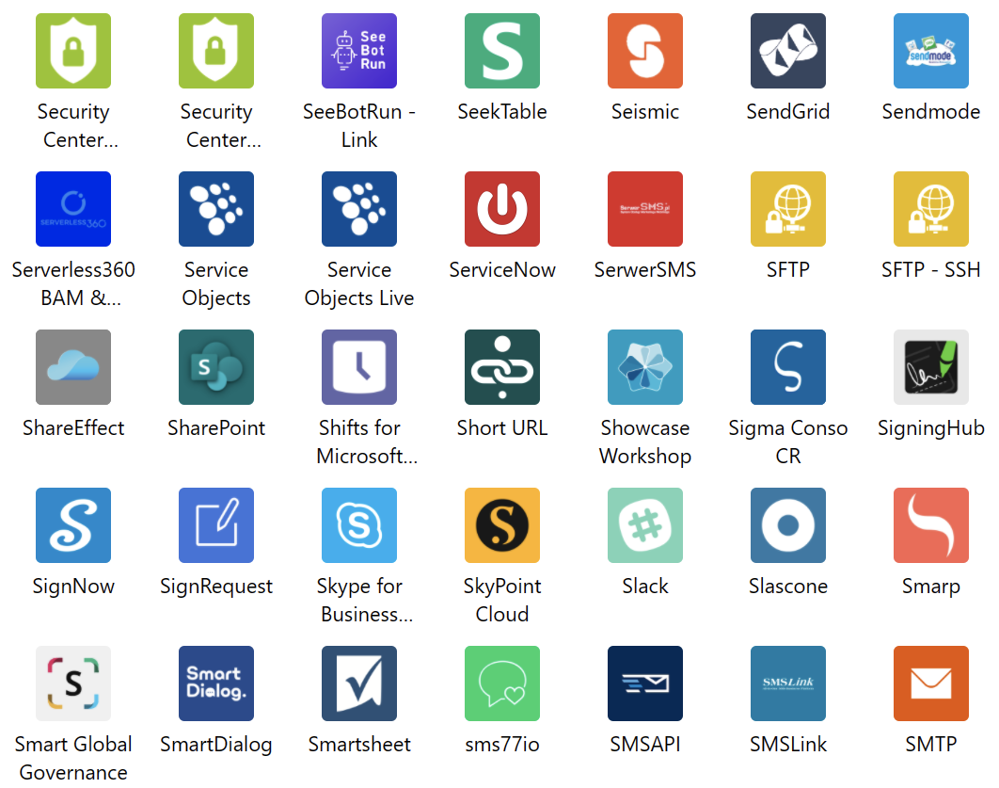 See
Bot
Run
sendmode
Security Center... Security Center... SeeBotRun - Link SeekTable Seismic SendGrid Sendmode
SERVERLESS360
SerwerSMS.pl
Serverless360 BAM &... Service Objects Service Objects Live ServiceNow SerwerSMS SFTP SFTP - SSH
S
ShareEffect SharePoint Shifts for Microsoft... Short URL Showcase Workshop Sigma Conso CR SigningHub
S
S
SignNow SignRequest Skype for Business... SkyPoint Cloud Slack Slascone Smarp
S
Smart
Dialog.
SMSLink
Smart Global Governance SmartDialog Smartsheet sms77io SMSAPI SMSLink SMTP